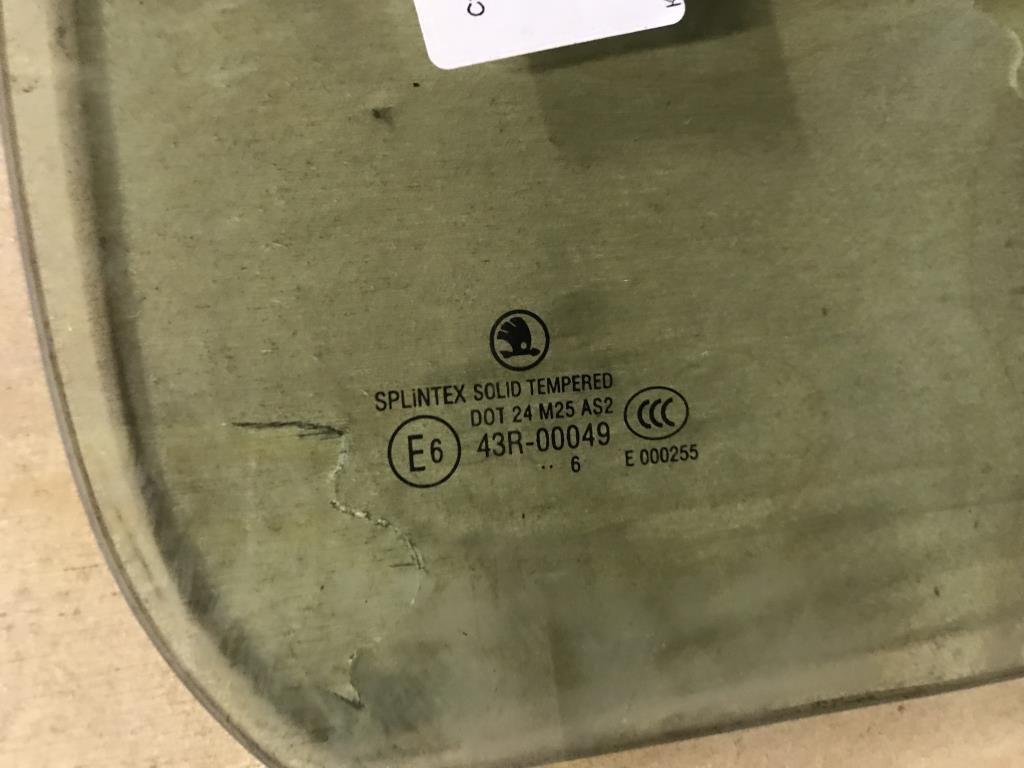 SPLiNTEX SOLID TEMPERED
DOT 24 M25 AS2
E6 43R-00049 CCC
·· 6 E 000255